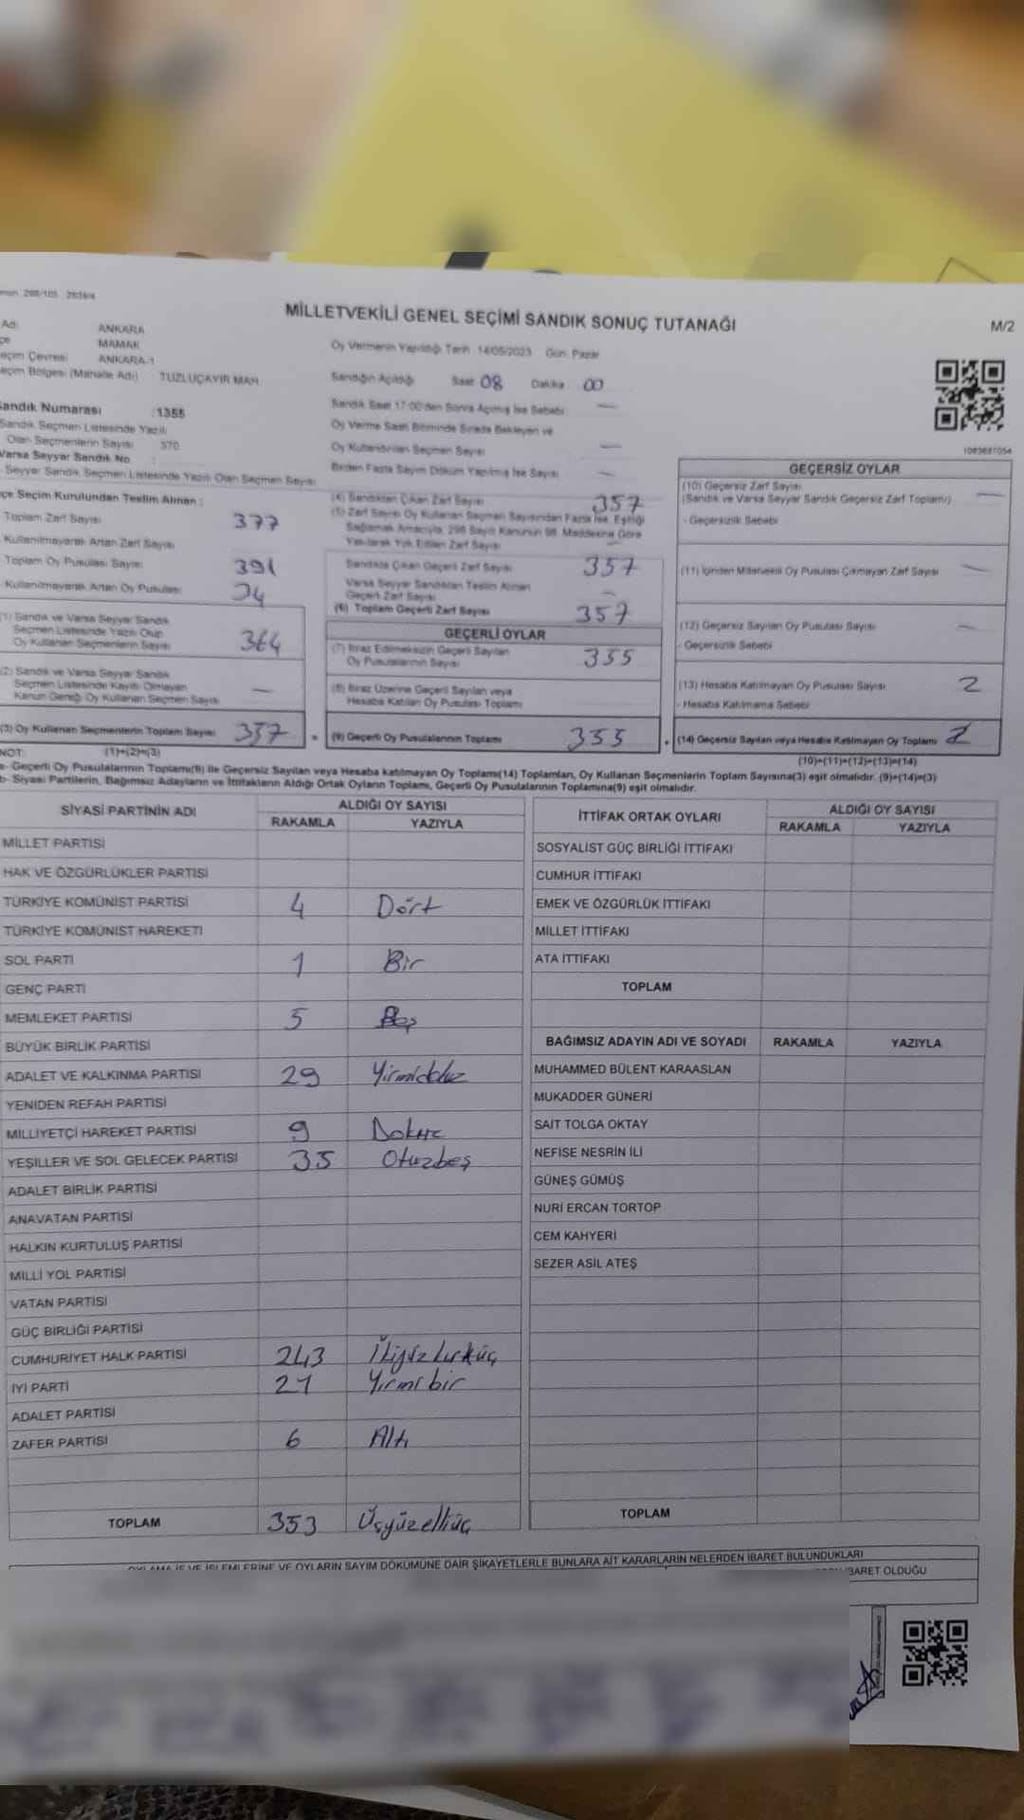 MİLLETVEKİLİ GENEL SEÇİMİ SANDIK SONUÇ TUTANAĞI
M/2
Adı: ANKARA
MAMAK
eçim Çevresi ANKARA-1
eçim Bölgesi (Mahalle Adı) TUZLUÇAYIR MAH.
Oy Vermenin Yapıldığı Tarih 14/05/2023 Gün: Pazar
Sandığın Açıldığı Saat 08 Dakika 00
Sandık Saat 17:00'den Sonra Açılmış İse Sebebi —
Oy Verme Saati Bitiminde Sırada Bekleyen ve
Oy Kullandırılan Seçmen Sayısı —
Birden Fazla Sayım Döküm Yapılmış İse Sayısı —
andık Numarası :1355
Sandık Seçmen Listesinde Yazılı
Olan Seçmenlerin Sayısı 370
Varsa Seyyar Sandık No
Seyyar Sandık Seçmen Listesinde Yazılı Olan Seçmen Sayısı
çe Seçim Kurulundan Teslim Alınan :
Toplam Zarf Sayısı 377
Kullanılmayarak Artan Zarf Sayısı
Toplam Oy Pusulası Sayısı 391
Kullanılmayarak Artan Oy Pusulası 34
(1) Sandık ve Varsa Seyyar Sandık
Seçmen Listesinde Yazılı Olup
Oy Kullanan Seçmenlerin Sayısı 364
(2) Sandık ve Varsa Seyyar Sandık
Seçmen Listesinde Kayıtlı Olmayan
Kanun Gereği Oy Kullanan Seçmen Sayısı —
(3) Oy Kullanan Seçmenlerin Toplam Sayısı 357
(4) Sandıktan Çıkan Zarf Sayısı 357
(5) Zarf Sayısı Oy Kullanan Seçmen Sayısından Fazla İse, Eşitliği
Sağlamak Amacıyla, 298 Sayılı Kanunun 98. Maddesine Göre
Yakılarak Yok Edilen Zarf Sayısı
Sandıkta Çıkan Geçerli Zarf Sayısı 357
Varsa Seyyar Sandıktan Teslim Alınan
Geçerli Zarf Sayısı —
(6) Toplam Geçerli Zarf Sayısı 357
GEÇERLİ OYLAR
(7) İtiraz Edilmeksizin Geçerli Sayılan
Oy Pusulalarının Sayısı 355
(8) İtiraz Üzerine Geçerli Sayılan veya
Hesaba Katılan Oy Pusulası Toplamı
(9) Geçerli Oy Pusulalarının Toplamı 355
1083687054
GEÇERSİZ OYLAR
(10) Geçersiz Zarf Sayısı
(Sandık ve Varsa Seyyar Sandık Geçersiz Zarf Toplamı) —
- Geçersizlik Sebebi
(11) İçinden Milletvekili Oy Pusulası Çıkmayan Zarf Sayısı —
(12) Geçersiz Sayılan Oy Pusulası Sayısı —
- Geçersizlik Sebebi
(13) Hesaba Katılmayan Oy Pusulası Sayısı 2
- Hesaba Katılmama Sebebi
(14) Geçersiz Sayılan veya Hesaba Katılmayan Oy Toplamı 2
NOT: (1)+(2)=(3)
(10)+(11)+(12)+(13)=(14)
a- Geçerli Oy Pusulalarının Toplamı(9) ile Geçersiz Sayılan veya Hesaba katılmayan Oy Toplamı(14) Toplamları, Oy Kullanan Seçmenlerin Toplam Sayısına(3) eşit olmalıdır. (9)+(14)=(3)
b- Siyasi Partilerin, Bağımsız Adayların ve İttifakların Aldığı Ortak Oyların Toplamı, Geçerli Oy Pusulalarının Toplamına(9) eşit olmalıdır.
SİYASİ PARTİNİN ADI ALDIĞI OY SAYISI
RAKAMLA YAZIYLA
MİLLET PARTİSİ
HAK VE ÖZGÜRLÜKLER PARTİSİ
TÜRKİYE KOMÜNİST PARTİSİ 4 Dört
TÜRKİYE KOMÜNİST HAREKETİ
SOL PARTİ 1 Bir
GENÇ PARTİ
MEMLEKET PARTİSİ 5 Beş
BÜYÜK BİRLİK PARTİSİ
ADALET VE KALKINMA PARTİSİ 29 Yirmidokuz
YENİDEN REFAH PARTİSİ
MİLLİYETÇİ HAREKET PARTİSİ 9 Dokuz
YEŞİLLER VE SOL GELECEK PARTİSİ 35 Otuzbeş
ADALET BİRLİK PARTİSİ
ANAVATAN PARTİSİ
HALKIN KURTULUŞ PARTİSİ
MİLLİ YOL PARTİSİ
VATAN PARTİSİ
GÜÇ BİRLİĞİ PARTİSİ
CUMHURİYET HALK PARTİSİ 243 İkiyüzkırküç
İYİ PARTİ 21 Yirmibir
ADALET PARTİSİ
ZAFER PARTİSİ 6 Altı
TOPLAM 353 Üçyüzelliüç
İTTİFAK ORTAK OYLARI ALDIĞI OY SAYISI
RAKAMLA YAZIYLA
SOSYALİST GÜÇ BİRLİĞİ İTTİFAKI
CUMHUR İTTİFAKI
EMEK VE ÖZGÜRLÜK İTTİFAKI
MİLLET İTTİFAKI
ATA İTTİFAKI
TOPLAM
BAĞIMSIZ ADAYIN ADI VE SOYADI RAKAMLA YAZIYLA
MUHAMMED BÜLENT KARAASLAN
MUKADDER GÜNERİ
SAİT TOLGA OKTAY
NEFİSE NESRİN İLİ
GÜNEŞ GÜMÜŞ
NURİ ERCAN TORTOP
CEM KAHYERİ
SEZER ASİL ATEŞ
TOPLAM
İŞ VE İŞLEMLERİNE VE OYLARIN SAYIM DÖKÜMÜNE DAİR ŞİKAYETLERLE BUNLARA AİT KARARLARIN NELERDEN İBARET BULUNDUKLARI
BARET OLDUĞU